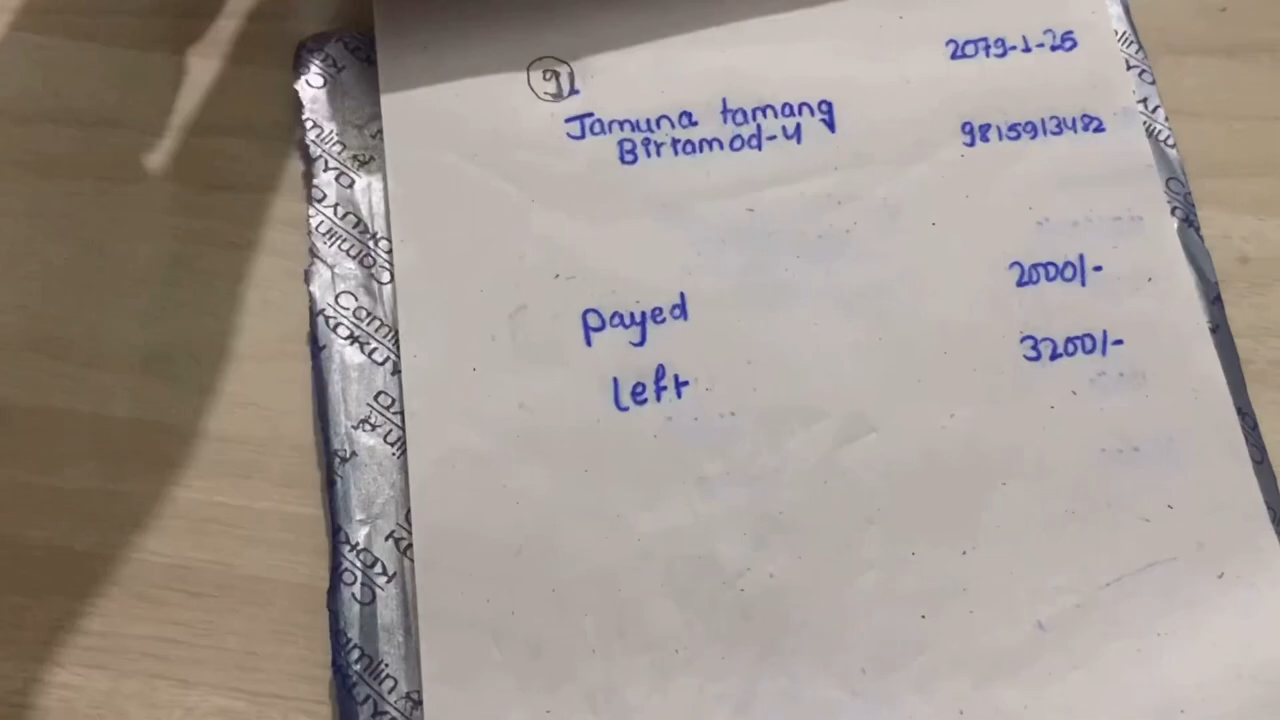 91
2079-1-25
Jamuna tamang
Birtamod-4
9815913482
payed 2000/-
left 3200/-
Camlin
KOKUYO